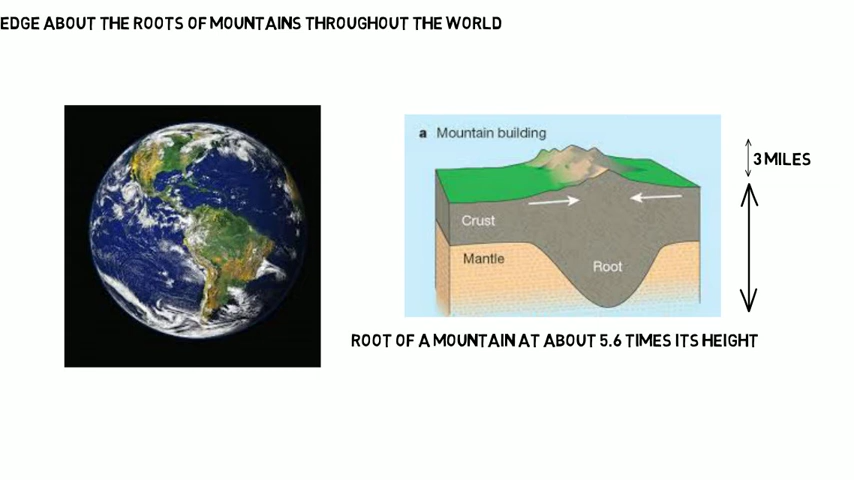 EDGE ABOUT THE ROOTS OF MOUNTAINS THROUGHOUT THE WORLD
a Mountain building
3 MILES
Crust
Mantle
Root
ROOT OF A MOUNTAIN AT ABOUT 5.6 TIMES ITS HEIGHT